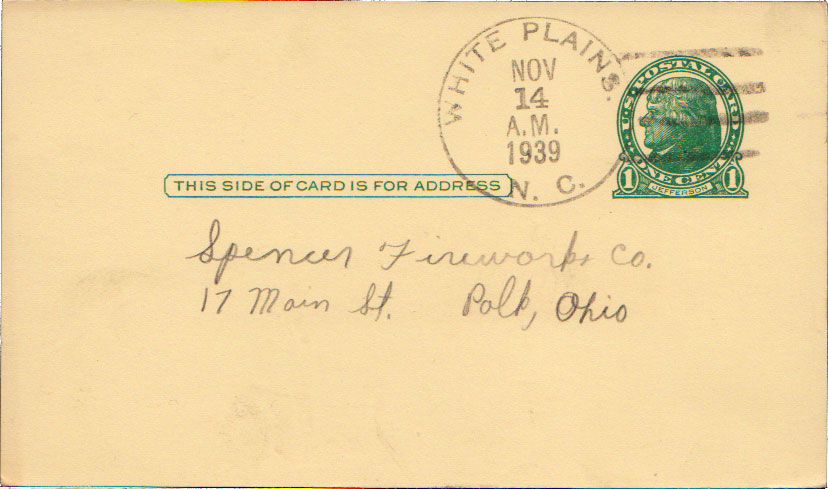 WHITE PLAINS.
NOV
14
A.M.
1939
N. C.
U.S. POSTAL CARD
ONE CENT
1 JEFFERSON 1
THIS SIDE OF CARD IS FOR ADDRESS
Spencer Fireworks Co.
17 Main St. Polk, Ohio